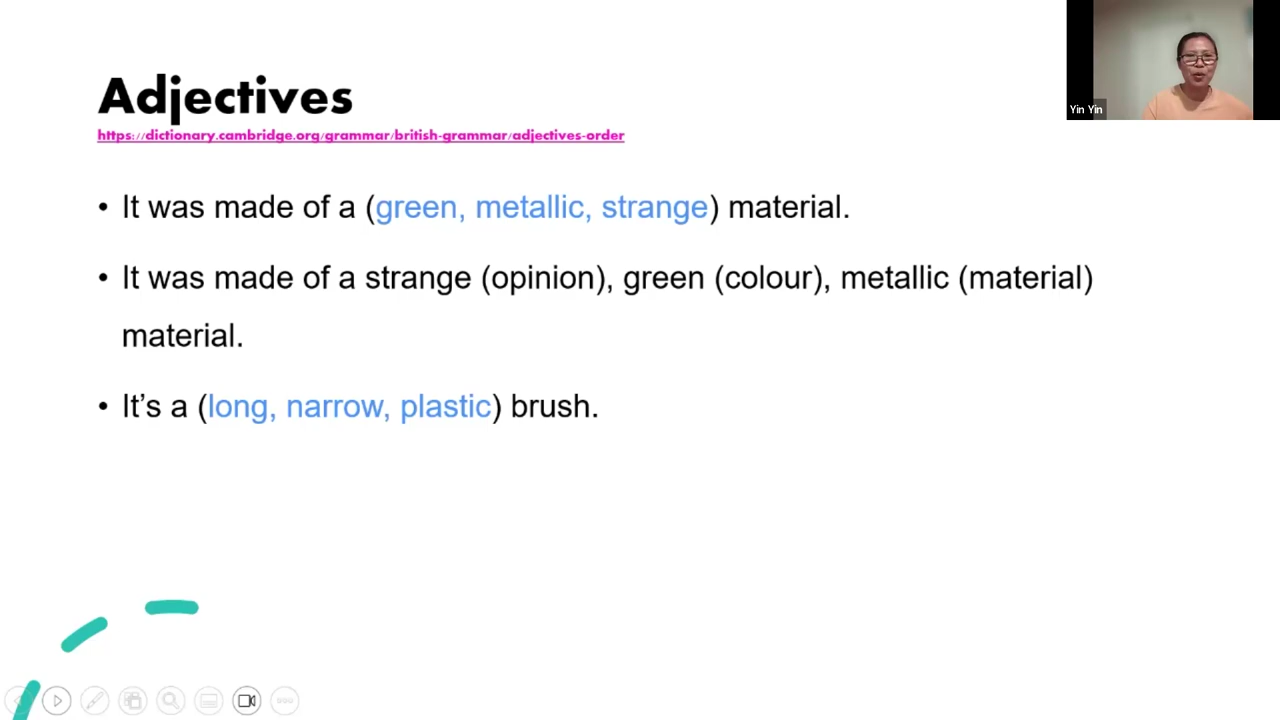 Adjectives
https://dictionary.cambridge.org/grammar/british-grammar/adjectives-order
• It was made of a (green, metallic, strange) material.
• It was made of a strange (opinion), green (colour), metallic (material)
material.
• It’s a (long, narrow, plastic) brush.
Yin Yin